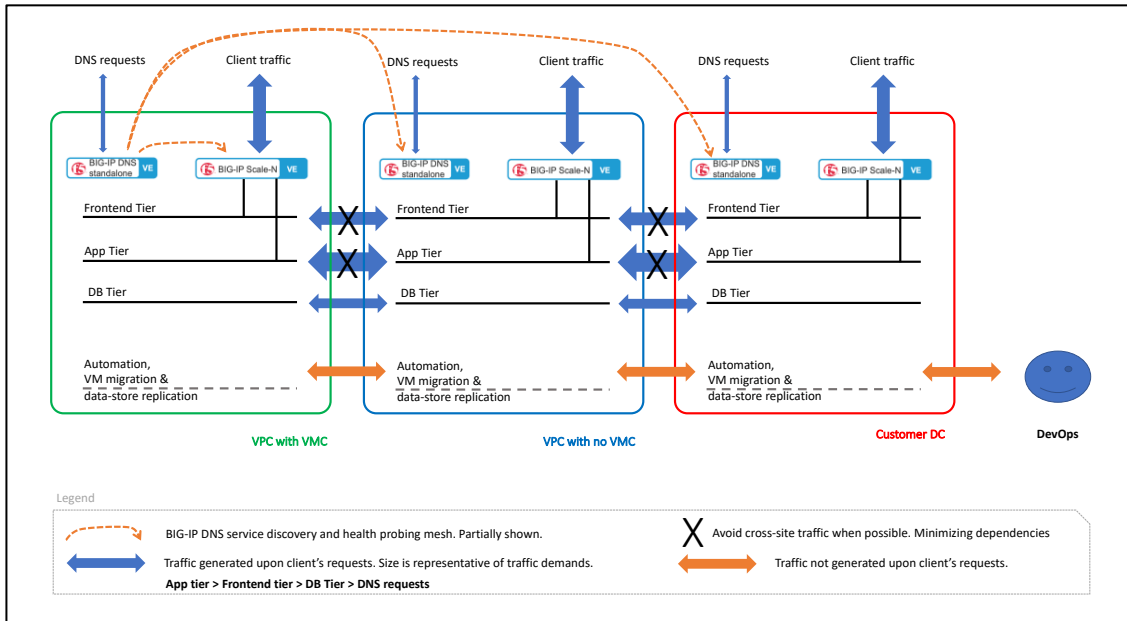 DNS requests
Client traffic
DNS requests
Client traffic
DNS requests
Client traffic
BIG-IP DNS
standalone
VE
BIG-IP Scale-N
VE
BIG-IP DNS
standalone
VE
BIG-IP Scale-N
VE
BIG-IP DNS
standalone
VE
BIG-IP Scale-N
VE
Frontend Tier
X
Frontend Tier
X
Frontend Tier
App Tier
X
App Tier
X
App Tier
DB Tier
DB Tier
DB Tier
Automation,
VM migration &
data-store replication
Automation,
VM migration &
data-store replication
Automation,
VM migration &
data-store replication
VPC with VMC
VPC with no VMC
Customer DC
DevOps
Legend
BIG-IP DNS service discovery and health probing mesh. Partially shown.
X Avoid cross-site traffic when possible. Minimizing dependencies
Traffic generated upon client's requests. Size is representative of traffic demands.
Traffic not generated upon client's requests.
App tier > Frontend tier > DB Tier > DNS requests